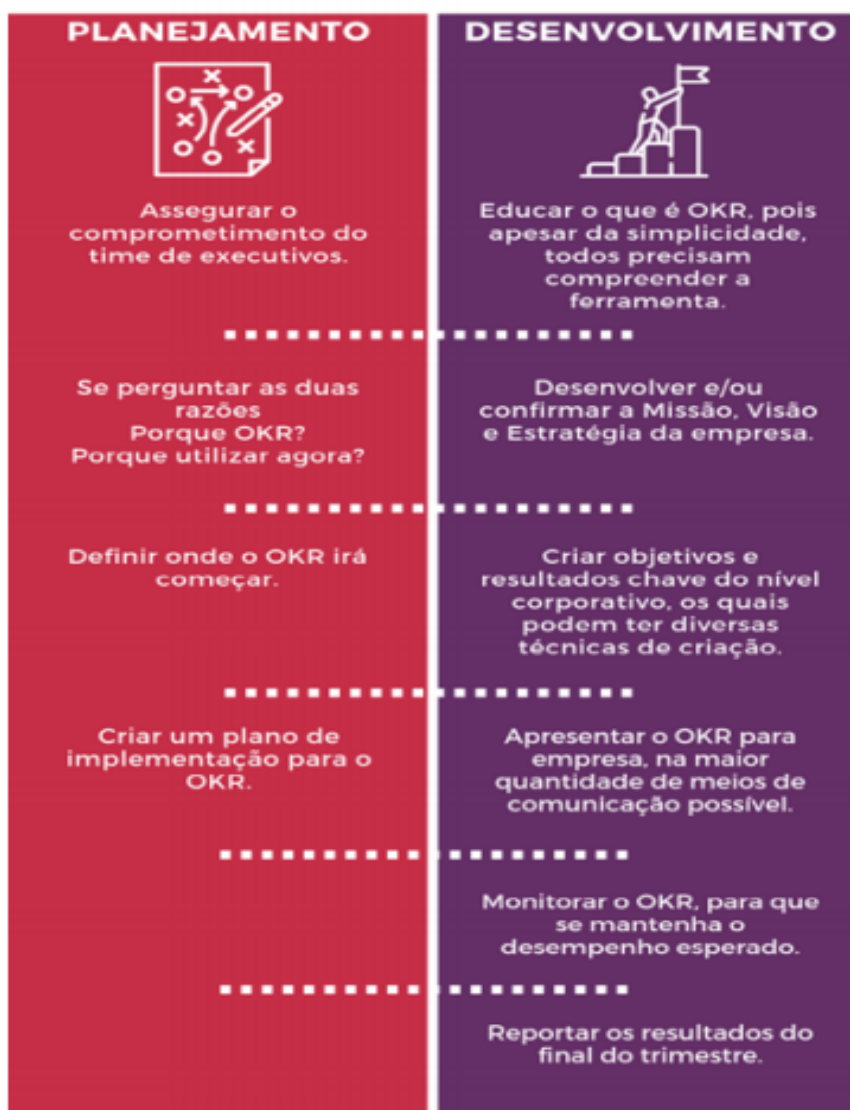 PLANEJAMENTO
Assegurar o
comprometimento do
time de executivos.
Se perguntar as duas
razões
Porque OKR?
Porque utilizar agora?
Definir onde o OKR irá
começar.
Criar um plano de
implementação para o
OKR.
DESENVOLVIMENTO
Educar o que é OKR, pois
apesar da simplicidade,
todos precisam
compreender a
ferramenta.
Desenvolver e/ou
confirmar a Missão, Visão
e Estratégia da empresa.
Criar objetivos e
resultados chave do nível
corporativo, os quais
podem ter diversas
técnicas de criação.
Apresentar o OKR para
empresa, na maior
quantidade de meios de
comunicação possível.
Monitorar o OKR, para que
se mantenha o
desempenho esperado.
Reportar os resultados do
final do trimestre.